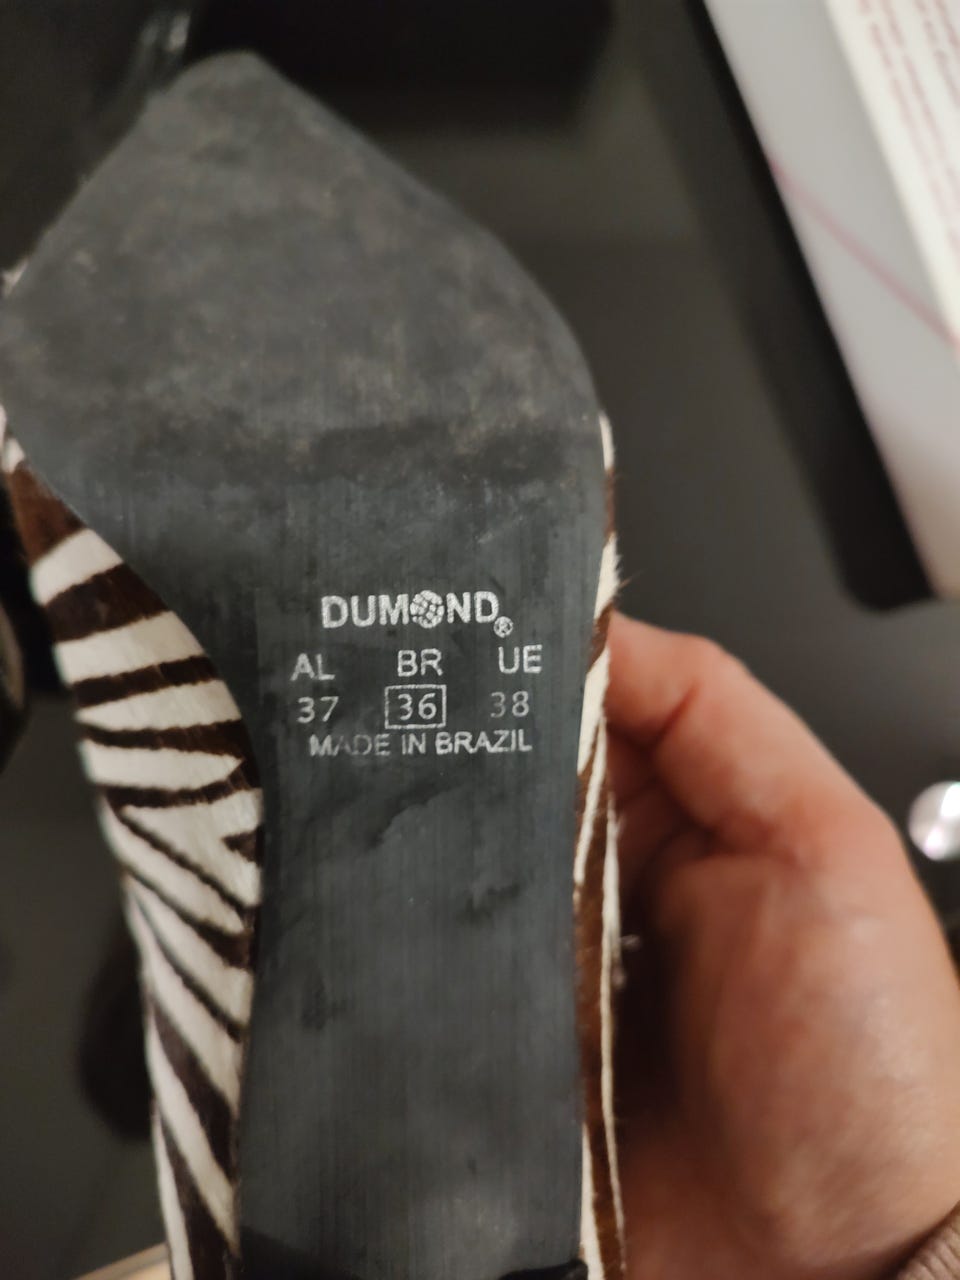 DUMOND®
AL BR UE
37 36 38
MADE IN BRAZIL